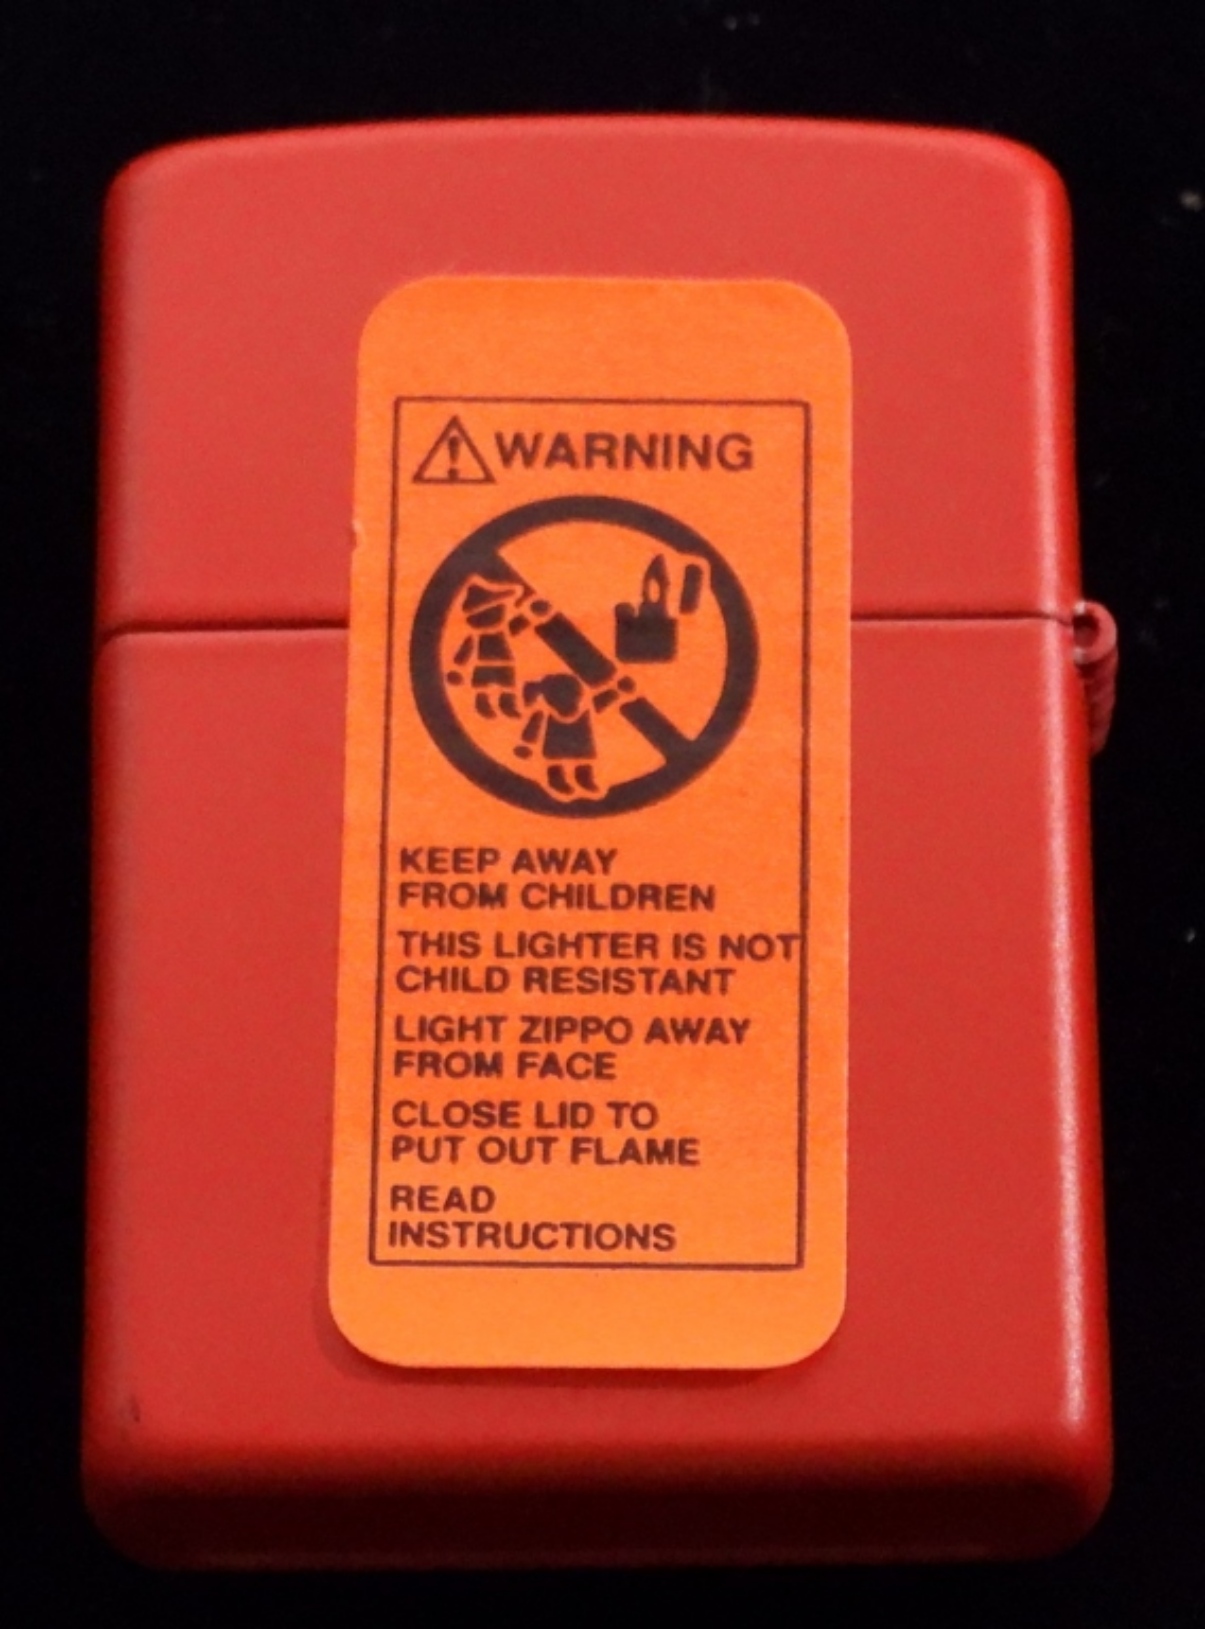 WARNING
KEEP AWAY
FROM CHILDREN
THIS LIGHTER IS NOT
CHILD RESISTANT
LIGHT ZIPPO AWAY
FROM FACE
CLOSE LID TO
PUT OUT FLAME
READ
INSTRUCTIONS